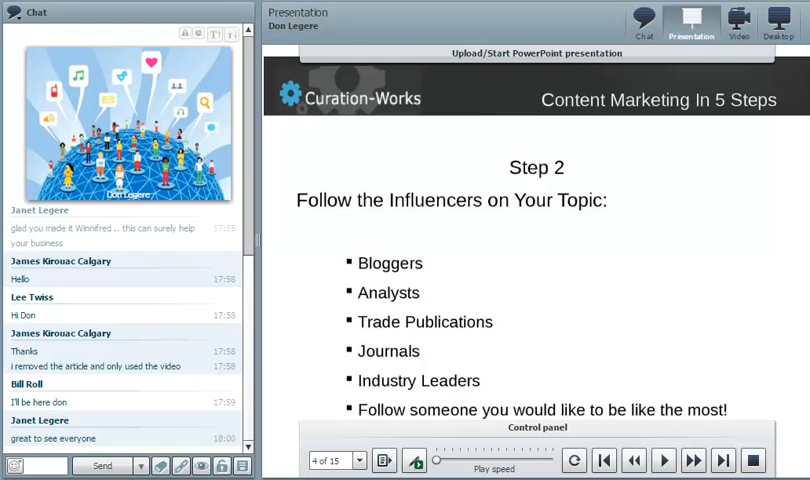 Chat
Don Legere
Janet Legere
glad you made it Winnifred .. this can surely help 17:55
your business
James Kirouac Calgary
Hello 17:58
Lee Twiss
Hi Don 17:58
James Kirouac Calgary
Thanks 17:58
i removed the article and only used the video 17:58
Bill Roll
I'll be here don 17:59
Janet Legere
great to see everyone 18:00
Send
Presentation
Don Legere
Chat
Presentation
Video
Desktop
Upload/Start PowerPoint presentation
Curation-Works
Content Marketing In 5 Steps
Step 2
Follow the Influencers on Your Topic:
▪ Bloggers
▪ Analysts
▪ Trade Publications
▪ Journals
▪ Industry Leaders
▪ Follow someone you would like to be like the most!
Control panel
4 of 15
Play speed